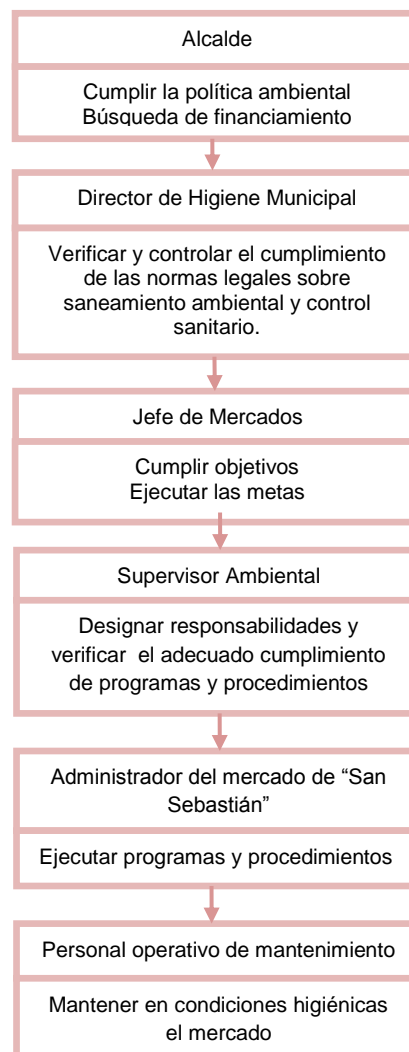 Alcalde
Cumplir la política ambiental
Búsqueda de financiamiento
Director de Higiene Municipal
Verificar y controlar el cumplimiento
de las normas legales sobre
saneamiento ambiental y control
sanitario.
Jefe de Mercados
Cumplir objetivos
Ejecutar las metas
Supervisor Ambiental
Designar responsabilidades y
verificar el adecuado cumplimiento
de programas y procedimientos
Administrador del mercado de “San
Sebastián”
Ejecutar programas y procedimientos
Personal operativo de mantenimiento
Mantener en condiciones higiénicas
el mercado